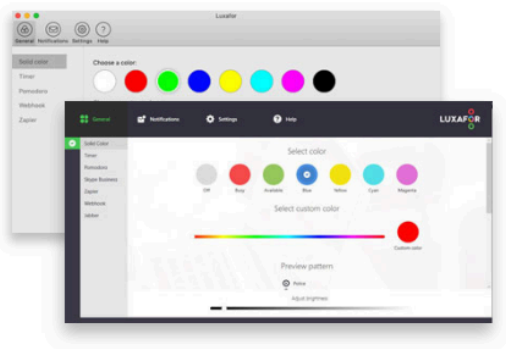 Luxafor
General Notifications Settings Help
Solid color
Choose a color:
Timer
Pomodoro
Webhook
Zapier
General Notifications Settings Help LUXAFOR
Solid Color
Select color
Timer
Pomodoro
Skype Business
Zapier
Webhook
Jabber
Off Busy Available Blue Yellow Cyan Magenta
Select custom color
Custom color
Preview pattern
Police
Adjust brightness